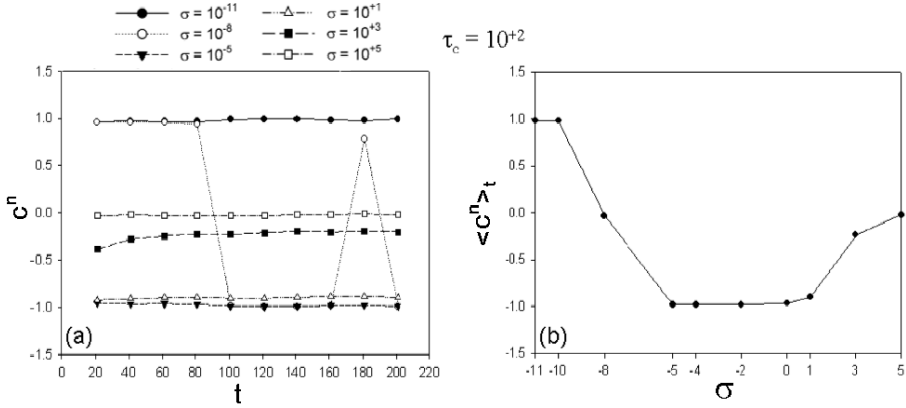 σ = 10⁻¹¹ σ = 10⁺¹
σ = 10⁻⁸ σ = 10⁺³
σ = 10⁻⁵ σ = 10⁺⁵
τc = 10⁺²
1.5
1.0
0.5
0.0
-0.5
-1.0
-1.5
cⁿ
(a)
0 20 40 60 80 100 120 140 160 180 200 220
t
1.5
1.0
0.5
0.0
-0.5
-1.0
-1.5
<cⁿ>t
(b)
-11 -10 -8 -5 -4 -2 0 1 3 5
σ